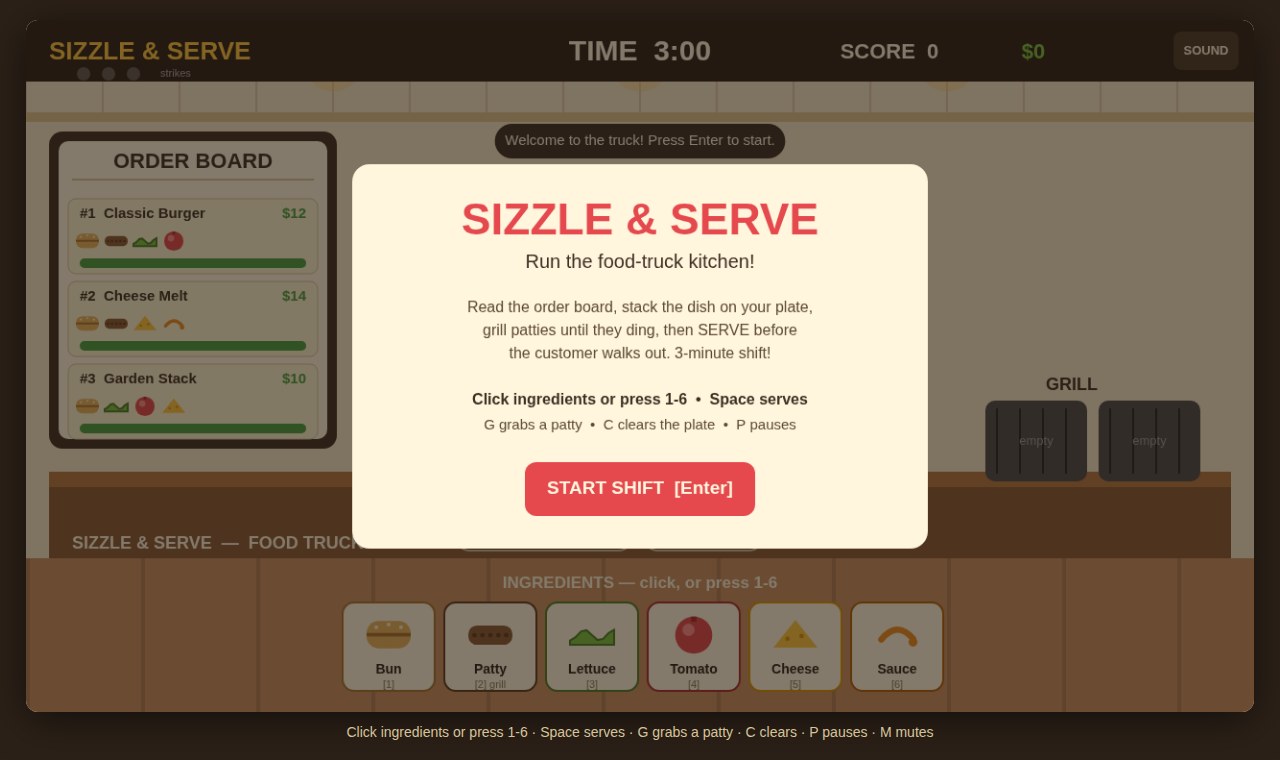 SIZZLE & SERVE
TIME 3:00
SCORE 0
$0
SOUND
strikes
Welcome to the truck! Press Enter to start.
ORDER BOARD
#1 Classic Burger $12
#2 Cheese Melt $14
#3 Garden Stack $10
SIZZLE & SERVE
Run the food-truck kitchen!
Read the order board, stack the dish on your plate,
grill patties until they ding, then SERVE before
the customer walks out. 3-minute shift!
Click ingredients or press 1-6 • Space serves
G grabs a patty • C clears the plate • P pauses
START SHIFT [Enter]
GRILL
empty
empty
SIZZLE & SERVE — FOOD TRUCK
INGREDIENTS — click, or press 1-6
Bun
[1]
Patty
[2] grill
Lettuce
[3]
Tomato
[4]
Cheese
[5]
Sauce
[6]
Click ingredients or press 1-6 · Space serves · G grabs a patty · C clears · P pauses · M mutes